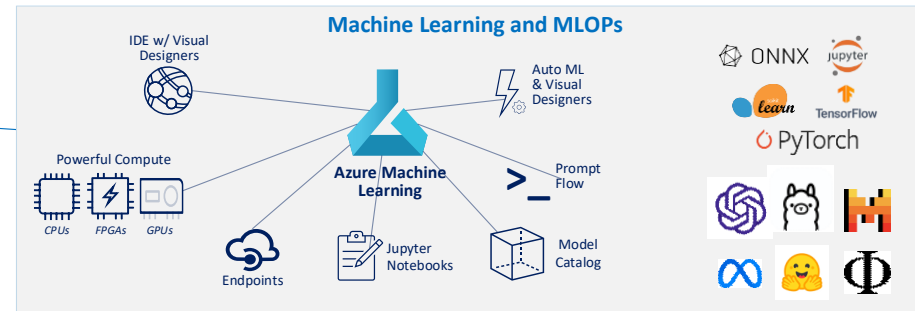 Machine Learning and MLOPs
IDE w/ Visual
Designers
Auto ML
& Visual
Designers
Powerful Compute
CPUs
FPGAs
GPUs
Azure Machine
Learning
>_
Prompt
Flow
Endpoints
Jupyter
Notebooks
Model
Catalog
ONNX
jupyter
learn
TensorFlow
PyTorch